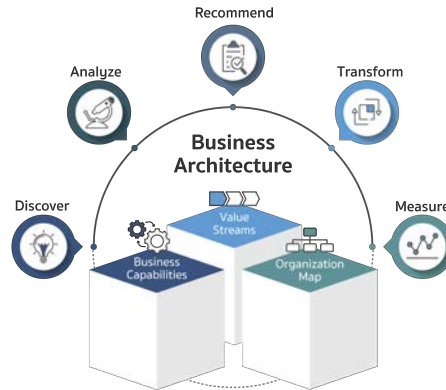 Recommend
Analyze
Transform
Business
Architecture
Discover
Measure
Value
Streams
Business
Capabilities
Organization
Map